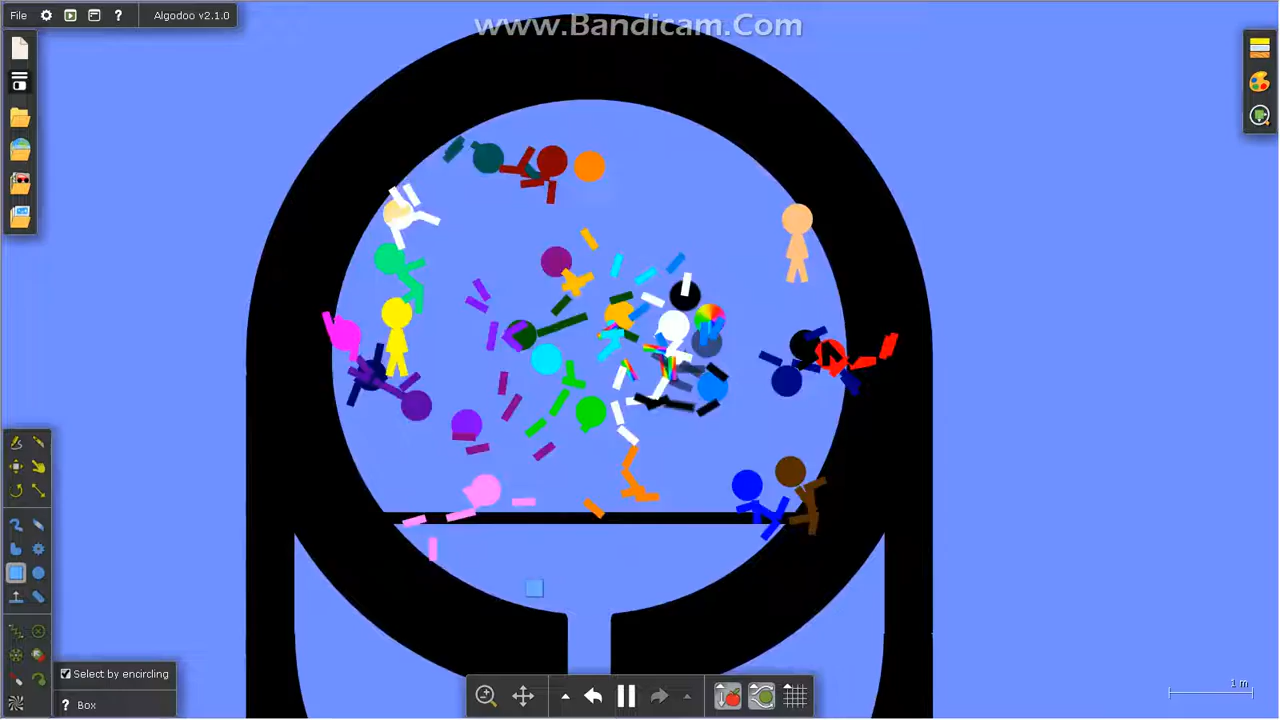 www.Bandicam.Com
File
?
Algodoo v2.1.0
Select by encircling
? Box
1 m